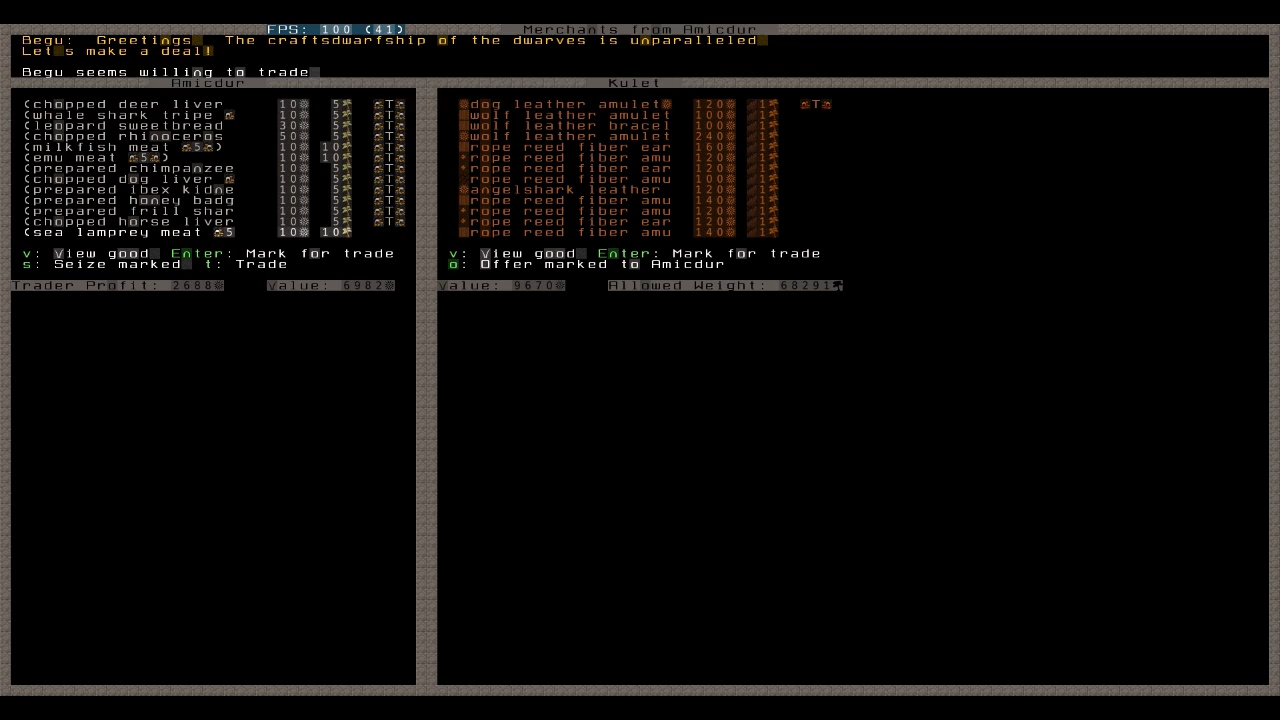 FPS: 100 (41)
Merchants from Amicdur
Begu: Greetings. The craftsdwarfship of the dwarves is unparalleled.
Let's make a deal!
Begu seems willing to trade.
Amicdur
(chopped deer liver 10☼ 5 [T]
(whale shark tripe [ 10☼ 5 [T]
(leopard sweetbread 30☼ 5 [T]
(chopped rhinoceros 50☼ 5 [T]
(milkfish meat [5]) 10☼ 10 [T]
(emu meat [5]) 10☼ 10 [T]
(prepared chimpanzee 10☼ 5 [T]
(chopped dog liver [ 10☼ 5 [T]
(prepared ibex kidne 10☼ 5 [T]
(prepared honey badg 10☼ 5 [T]
(prepared frill shar 10☼ 5 [T]
(chopped horse liver 10☼ 5 [T]
(sea lamprey meat [5 10☼ 10
v: View good, Enter: Mark for trade
s: Seize marked, t: Trade
Trader Profit: 2688☼ Value: 6982☼
Kulet
☼dog leather amulet☼ 120☼ 1 [T]
wolf leather amulet 100☼ 1
wolf leather bracel 100☼ 1
wolf leather amulet 240☼ 1
rope reed fiber ear 160☼ 1
rope reed fiber amu 120☼ 1
rope reed fiber ear 120☼ 1
rope reed fiber amu 100☼ 1
☼angelshark leather 120☼ 1
rope reed fiber amu 140☼ 1
rope reed fiber amu 120☼ 1
rope reed fiber ear 120☼ 1
rope reed fiber amu 140☼ 1
v: View good, Enter: Mark for trade
o: Offer marked to Amicdur
Value: 9670☼ Allowed Weight: 68291